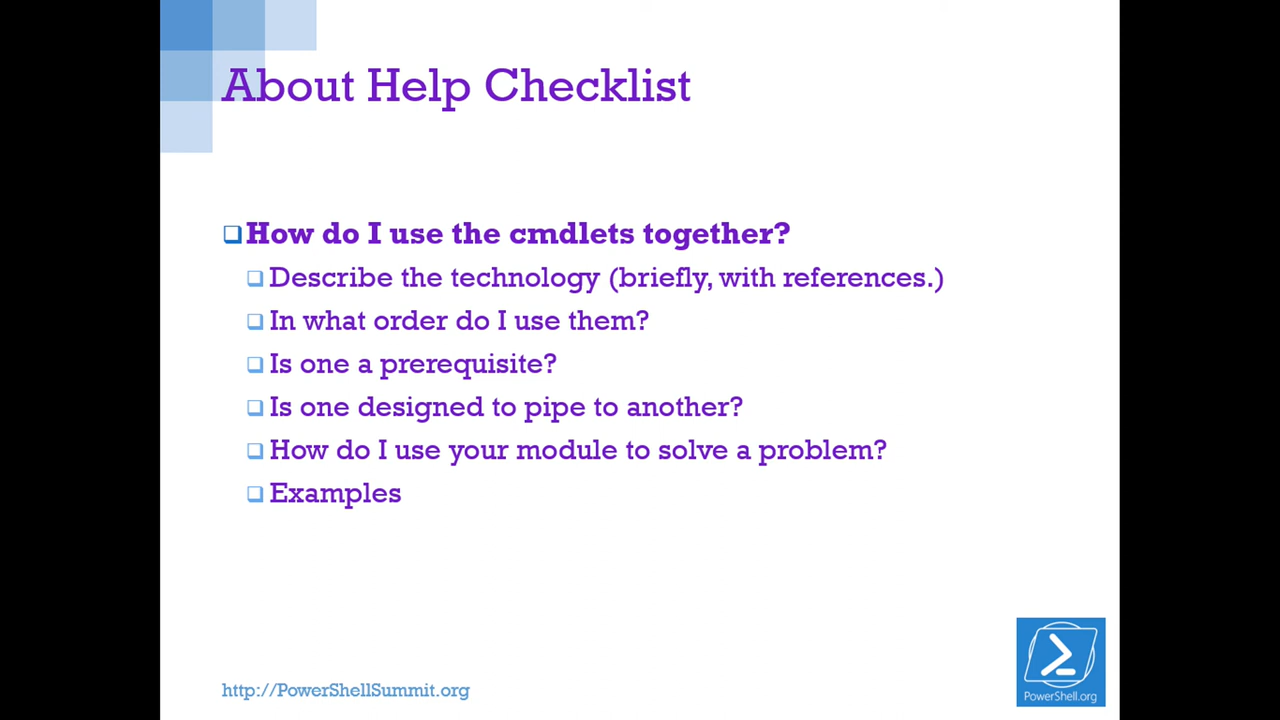 About Help Checklist
How do I use the cmdlets together?
Describe the technology (briefly, with references.)
In what order do I use them?
Is one a prerequisite?
Is one designed to pipe to another?
How do I use your module to solve a problem?
Examples
http://PowerShellSummit.org
PowerShell.org